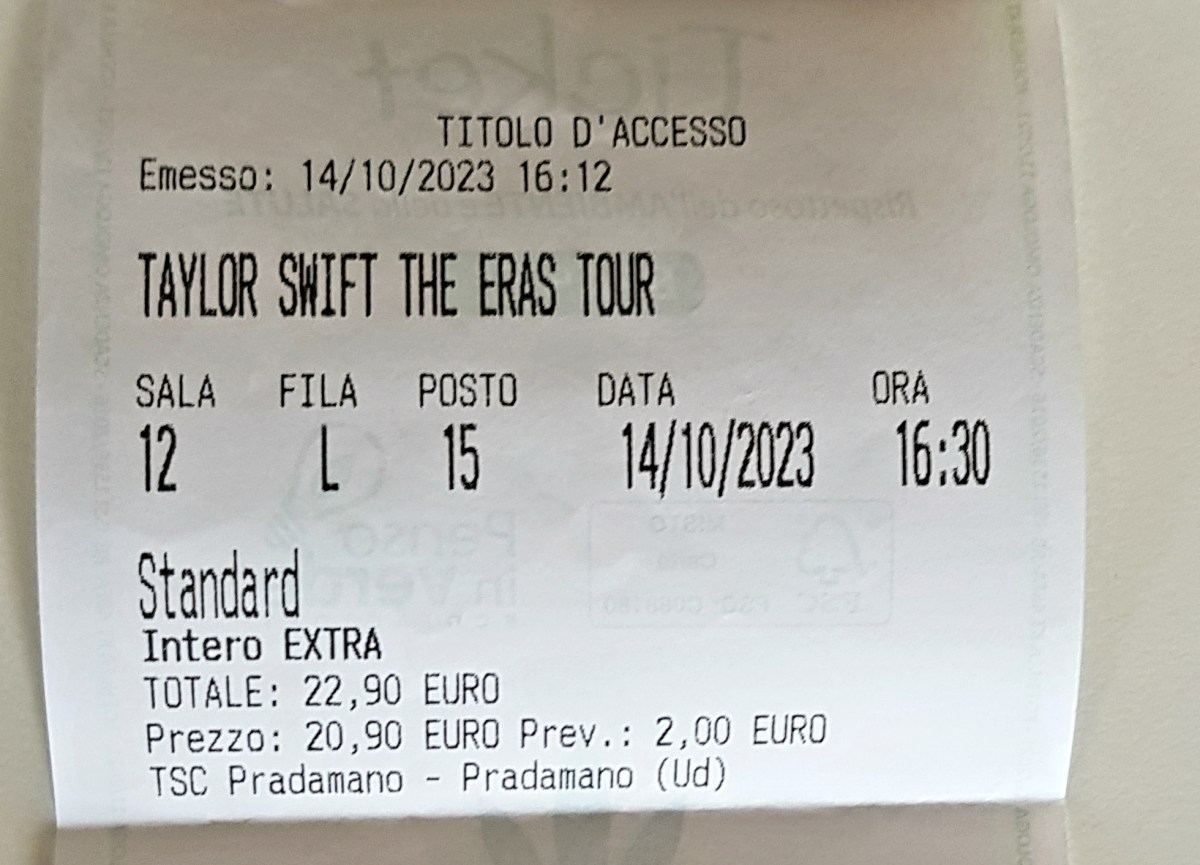 TITOLO D'ACCESSO
Emesso: 14/10/2023 16:12
TAYLOR SWIFT THE ERAS TOUR
SALA FILA POSTO DATA ORA
12 L 15 14/10/2023 16:30
Standard
Intero EXTRA
TOTALE: 22,90 EURO
Prezzo: 20,90 EURO Prev.: 2,00 EURO
TSC Pradamano - Pradamano (Ud)